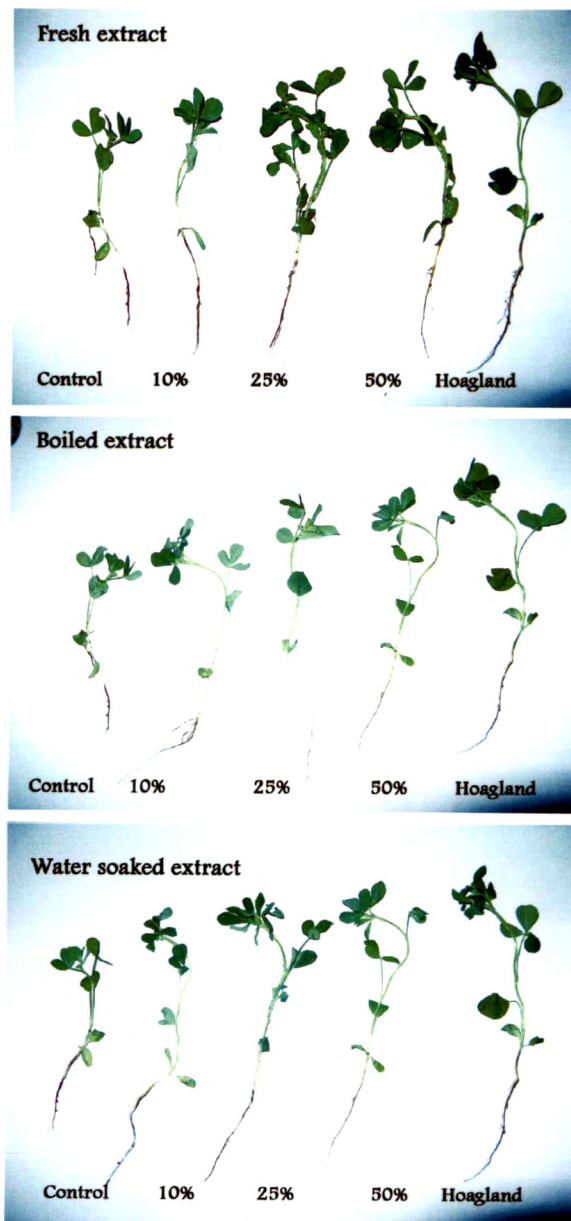 Fresh extract
Control 10% 25% 50% Hoagland
Boiled extract
Control 10% 25% 50% Hoagland
Water soaked extract
Control 10% 25% 50% Hoagland